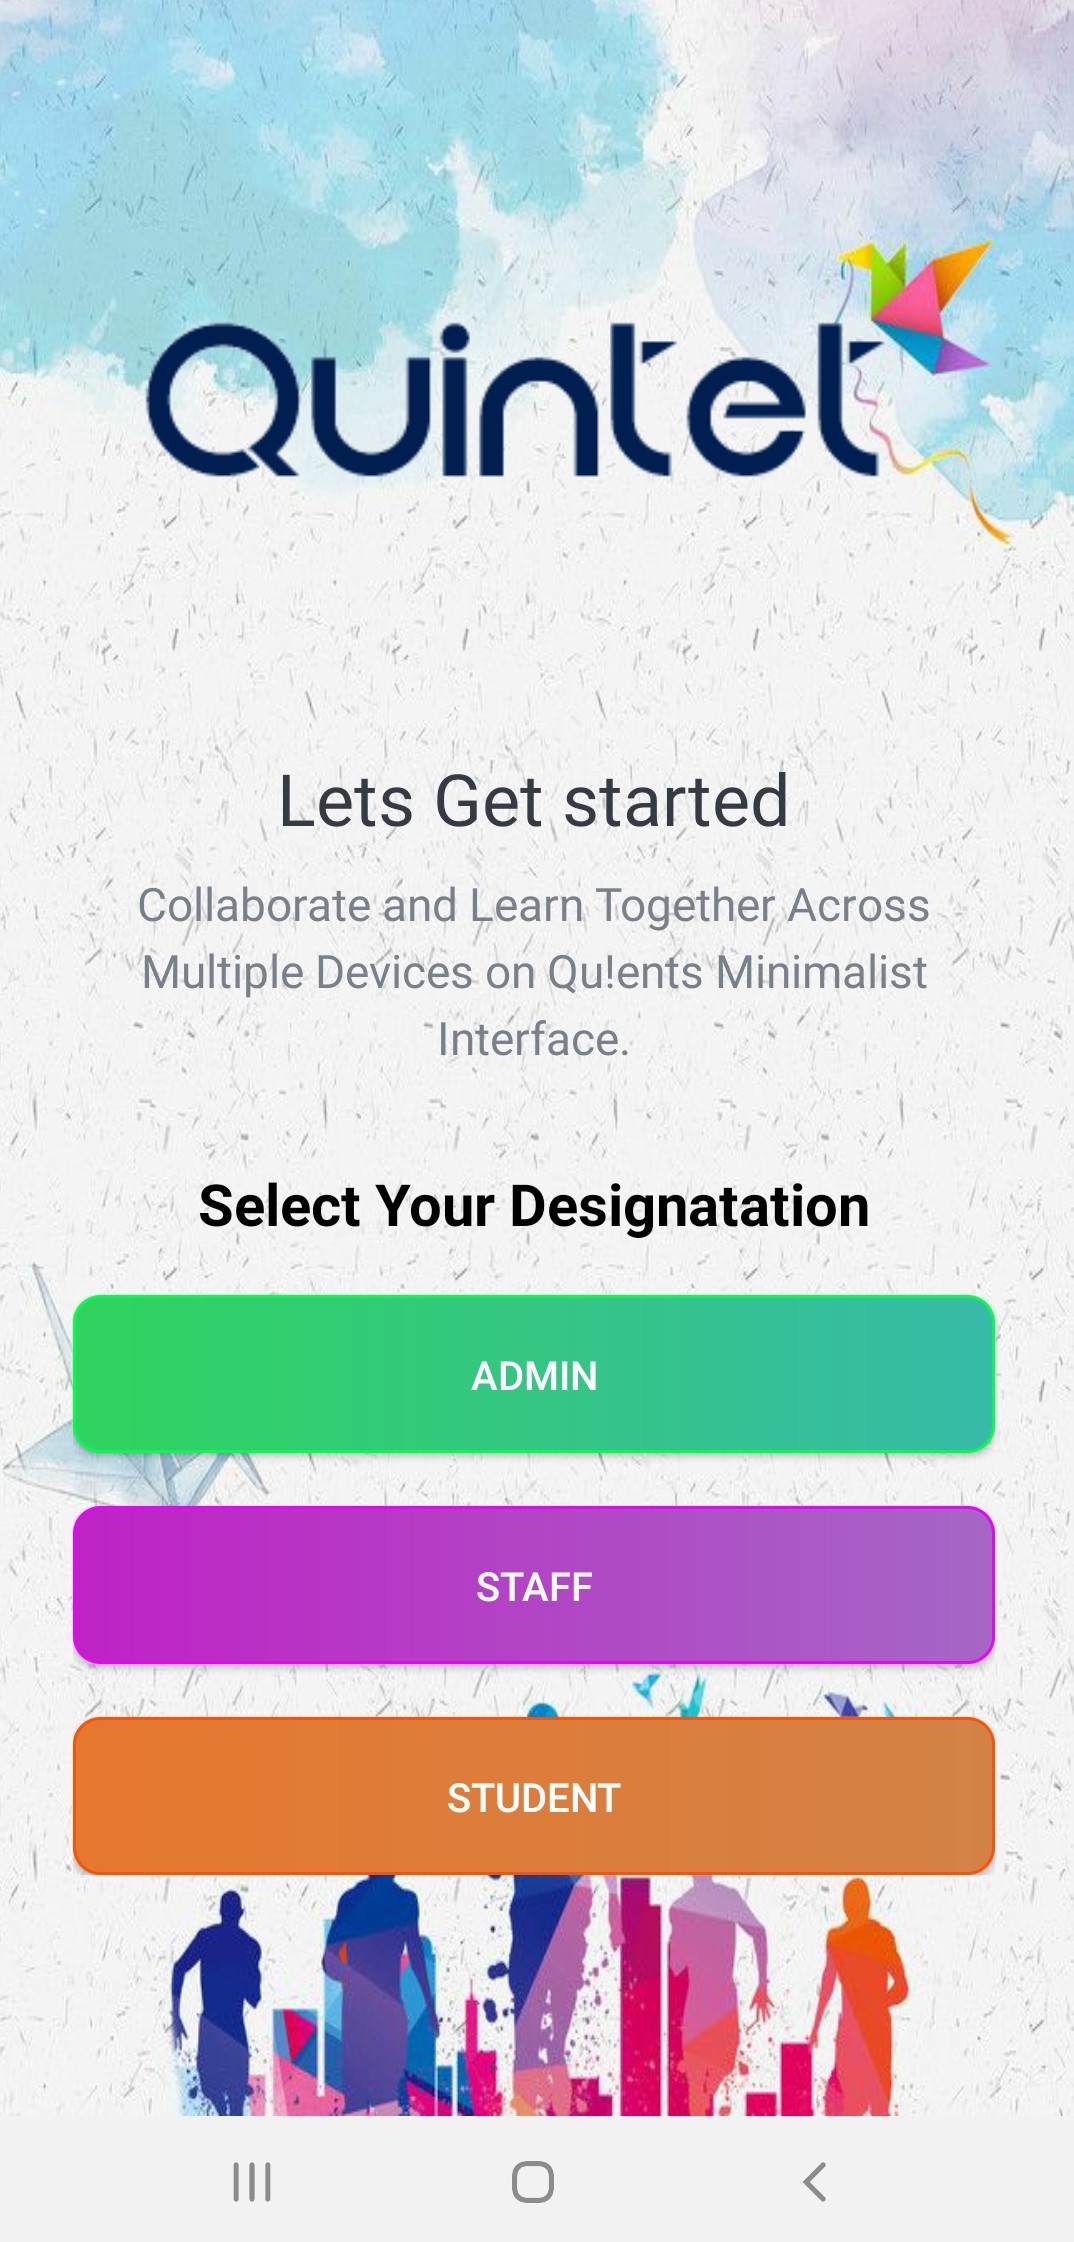 Quintet
Lets Get started
Collaborate and Learn Together Across
Multiple Devices on Qu!ents Minimalist
Interface.
Select Your Designatation
ADMIN
STAFF
STUDENT